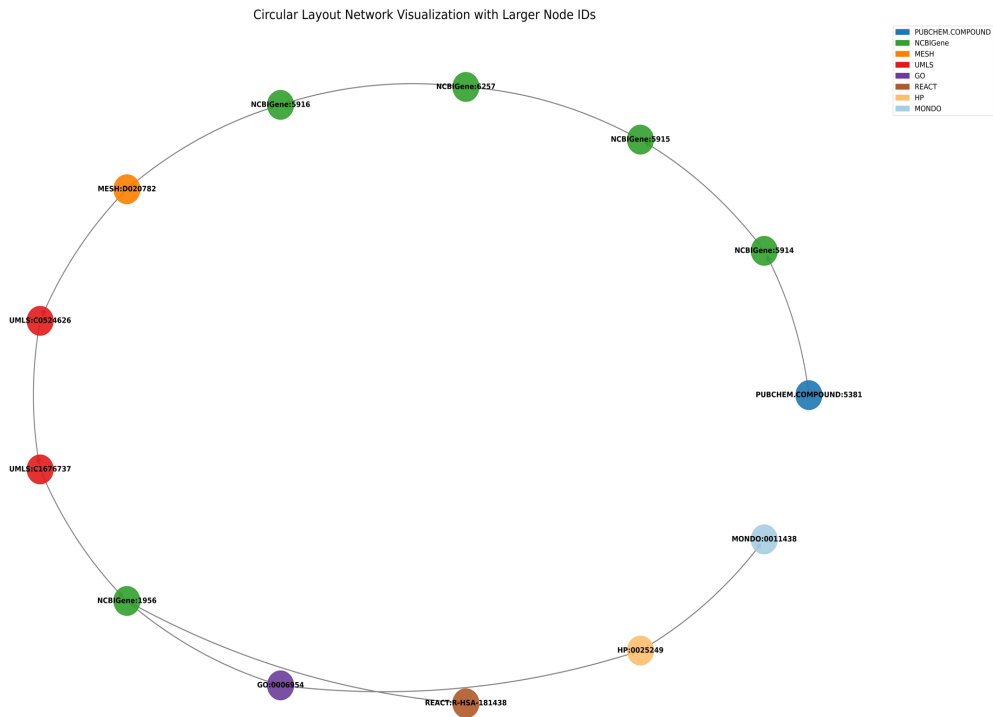 Circular Layout Network Visualization with Larger Node IDs
PUBCHEM.COMPOUND
NCBIGene
MESH
UMLS
GO
REACT
HP
MONDO
NCBIGene:6257
NCBIGene:5916
NCBIGene:5915
MESH:D020782
NCBIGene:5914
UMLS:C0524626
PUBCHEM.COMPOUND:5381
UMLS:C1676737
MONDO:0011438
NCBIGene:1956
HP:0025249
GO:0006954
REACT:R-HSA-181438